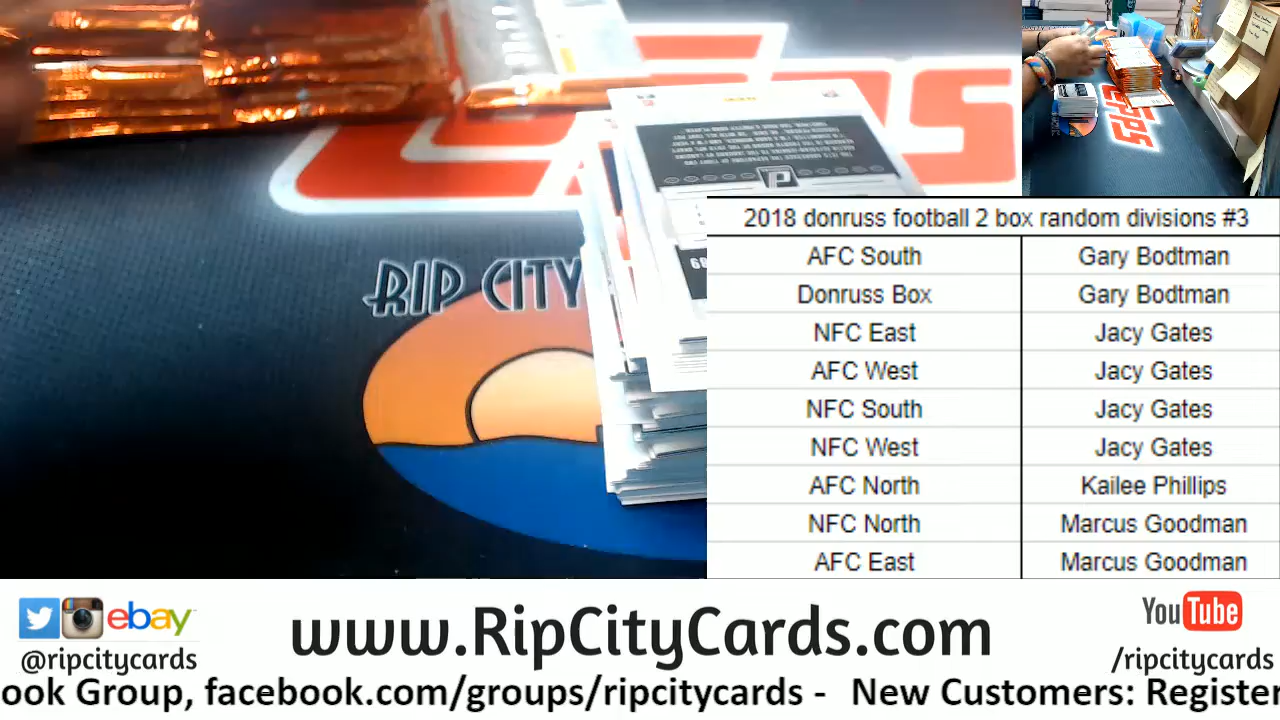 RIP CITY
2018 donruss football 2 box random divisions #3
AFC South Gary Bodtman
Donruss Box Gary Bodtman
NFC East Jacy Gates
AFC West Jacy Gates
NFC South Jacy Gates
NFC West Jacy Gates
AFC North Kailee Phillips
NFC North Marcus Goodman
AFC East Marcus Goodman
ebay
@ripcitycards
www.RipCityCards.com
YouTube
/ripcitycards
ook Group, facebook.com/groups/ripcitycards - New Customers: Register